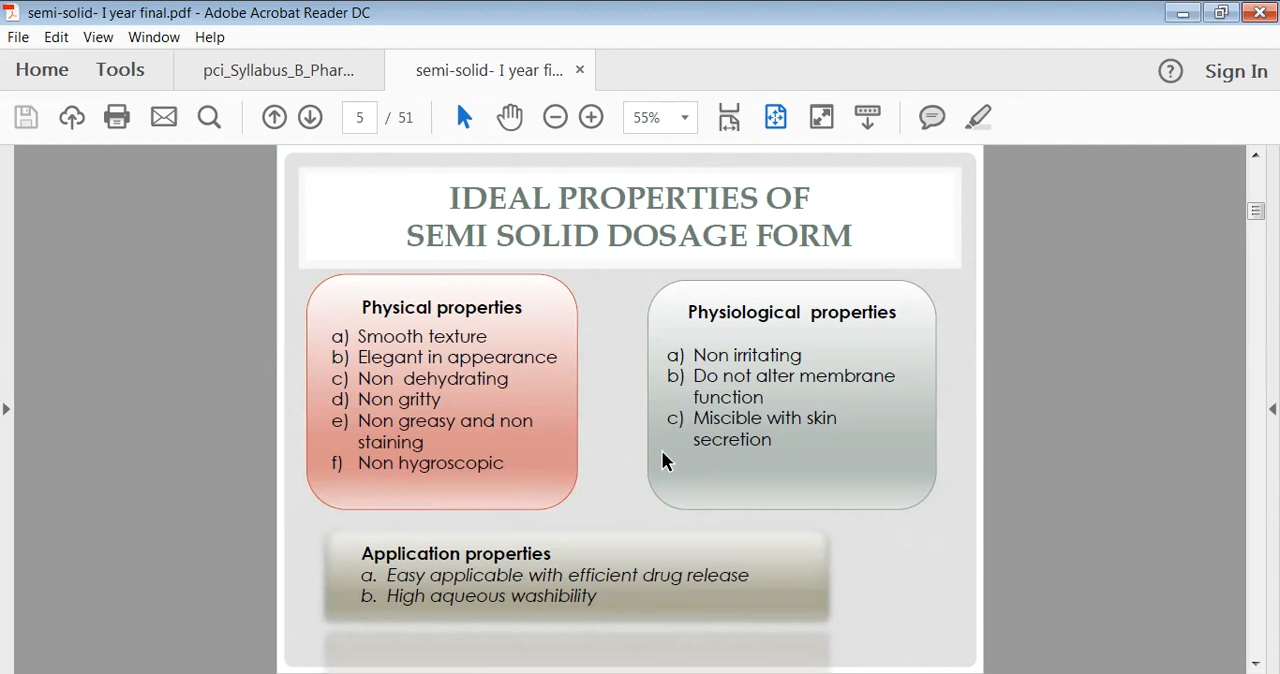 semi-solid- I year final.pdf - Adobe Acrobat Reader DC
File Edit View Window Help
Home Tools pci_Syllabus_B_Phar... semi-solid- I year fi... × ? Sign In
5 / 51 55%
IDEAL PROPERTIES OF
SEMI SOLID DOSAGE FORM
Physical properties
a) Smooth texture
b) Elegant in appearance
c) Non dehydrating
d) Non gritty
e) Non greasy and non
staining
f) Non hygroscopic
Physiological properties
a) Non irritating
b) Do not alter membrane
function
c) Miscible with skin
secretion
Application properties
a. Easy applicable with efficient drug release
b. High aqueous washibility